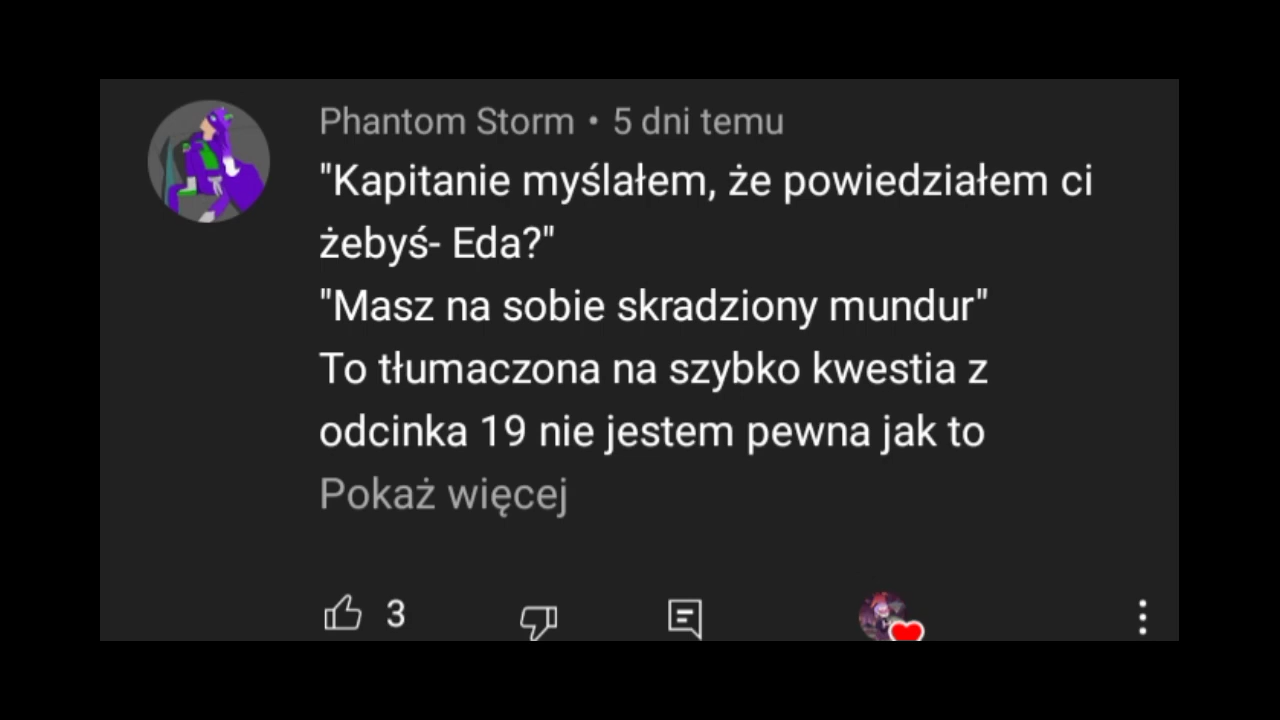 Phantom Storm • 5 dni temu
"Kapitanie myślałem, że powiedziałem ci
żebyś- Eda?"
"Masz na sobie skradziony mundur"
To tłumaczona na szybko kwestia z
odcinka 19 nie jestem pewna jak to
Pokaż więcej
3